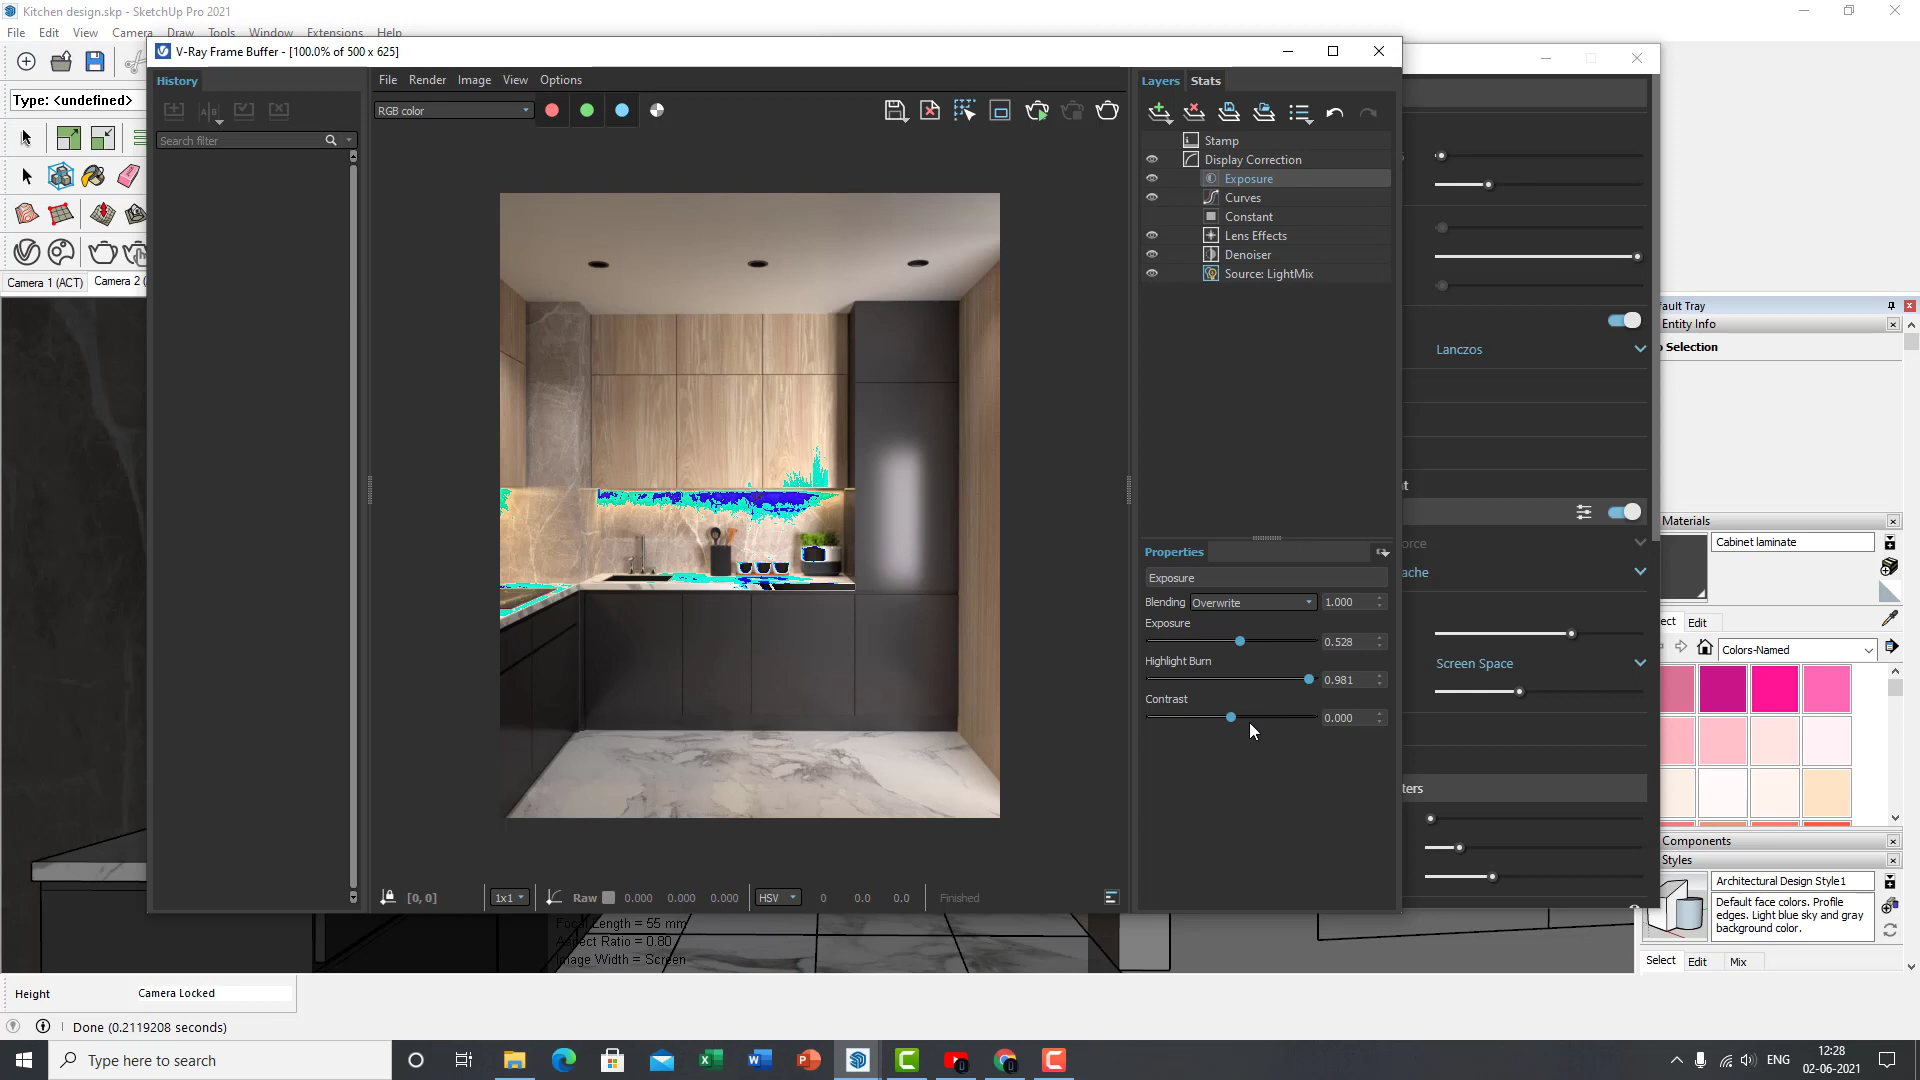 Kitchen design.skp - SketchUp Pro 2021
File Edit View Camera Draw Tools Window Extensions Help
V-Ray Frame Buffer - [100.0% of 500 x 625]
Type: <undefined>
Camera 1 (ACT) Camera 2
History
Search filter
File Render Image View Options
RGB color
Layers Stats
Stamp
Display Correction
Exposure
Curves
Constant
Lens Effects
Denoiser
Source: LightMix
Properties
Exposure
Blending Overwrite 1.000
Exposure
0.528
Highlight Burn
0.981
Contrast
0.000
[0, 0] 1x1 Raw 0.000 0.000 0.000 HSV 0 0.0 0.0 Finished
Lanczos
Screen Space
Focal Length = 55 mm
Aspect Ratio = 0.80
Image Width = Screen
fault Tray
Entity Info
Selection
Materials
Cabinet laminate
Edit
Colors-Named
Components
Styles
Architectural Design Style1
Default face colors. Profile
edges. Light blue sky and gray
background color.
Select Edit Mix
Height Camera Locked
Done (0.2119208 seconds)
Type here to search
ENG
12:28
02-06-2021